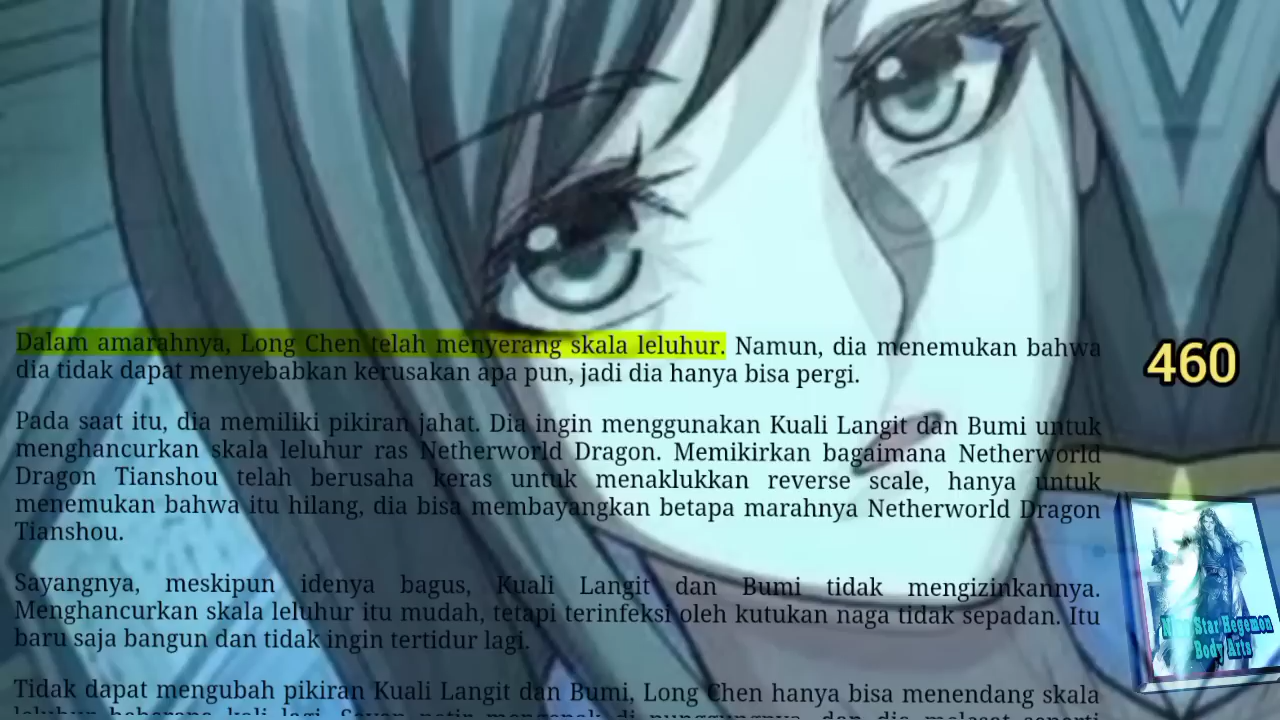 Dalam amarahnya, Long Chen telah menyerang skala leluhur. Namun, dia menemukan bahwa
dia tidak dapat menyebabkan kerusakan apa pun, jadi dia hanya bisa pergi.
460
Pada saat itu, dia memiliki pikiran jahat. Dia ingin menggunakan Kuali Langit dan Bumi untuk
menghancurkan skala leluhur ras Netherworld Dragon. Memikirkan bagaimana Netherworld
Dragon Tianshou telah berusaha keras untuk menaklukkan reverse scale, hanya untuk
menemukan bahwa itu hilang, dia bisa membayangkan betapa marahnya Netherworld Dragon
Tianshou.
Sayangnya, meskipun idenya bagus, Kuali Langit dan Bumi tidak mengizinkannya.
Menghancurkan skala leluhur itu mudah, tetapi terinfeksi oleh kutukan naga tidak sepadan. Itu
baru saja bangun dan tidak ingin tertidur lagi.
Nine Star Hegemon
Body Arts
Tidak dapat mengubah pikiran Kuali Langit dan Bumi, Long Chen hanya bisa menendang skala